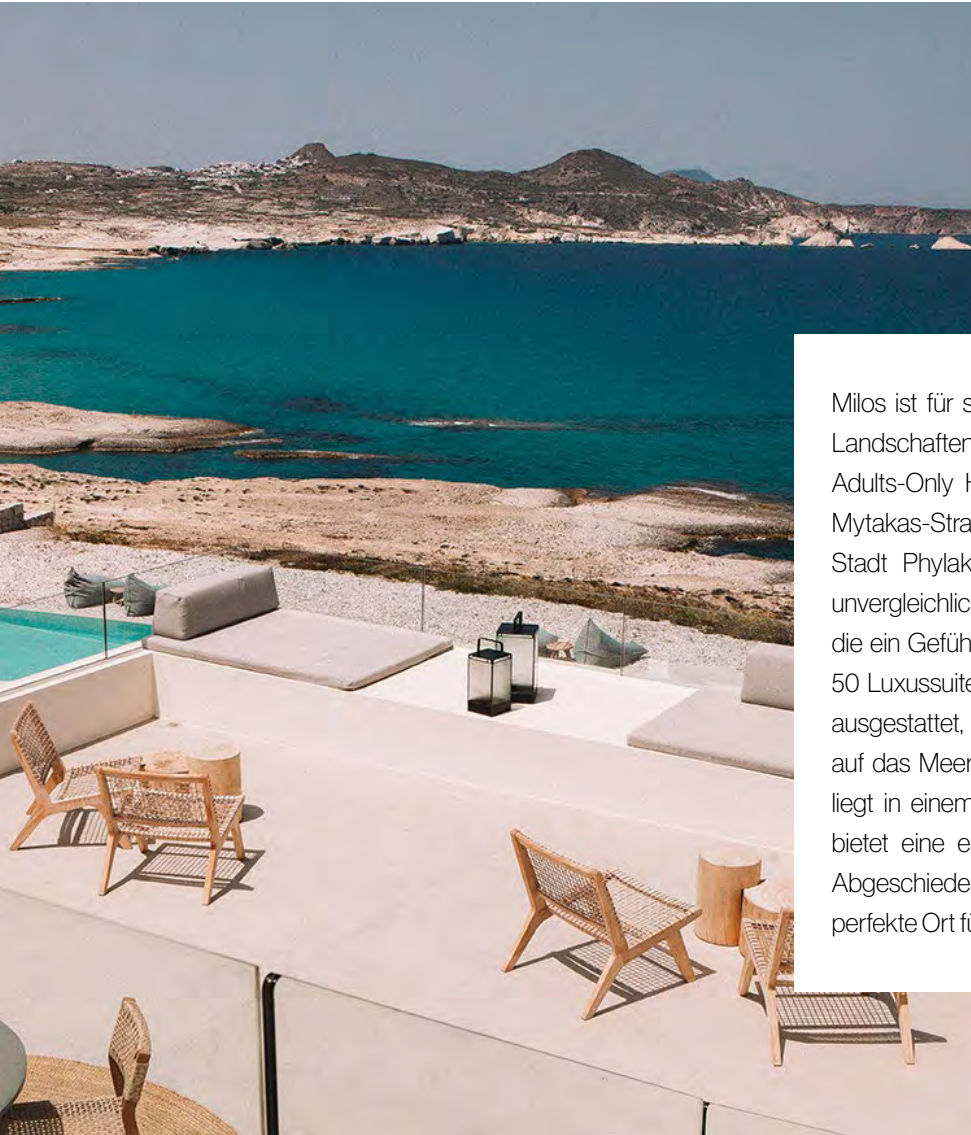 Milos ist für s
Landschaften
Adults-Only H
Mytakas-Stra
Stadt Phylak
unvergleichlic
die ein Gefüh
50 Luxussuite
ausgestattet,
auf das Meer
liegt in einem
bietet eine e
Abgeschiede
perfekte Ort fü